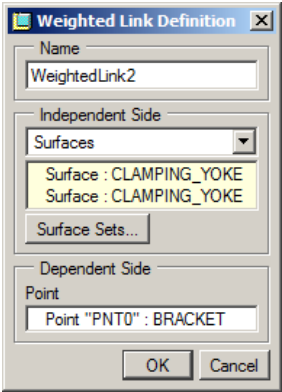 Weighted Link Definition
Name
WeightedLink2
Independent Side
Surfaces
Surface : CLAMPING_YOKE
Surface : CLAMPING_YOKE
Surface Sets...
Dependent Side
Point
Point "PNT0" : BRACKET
OK
Cancel